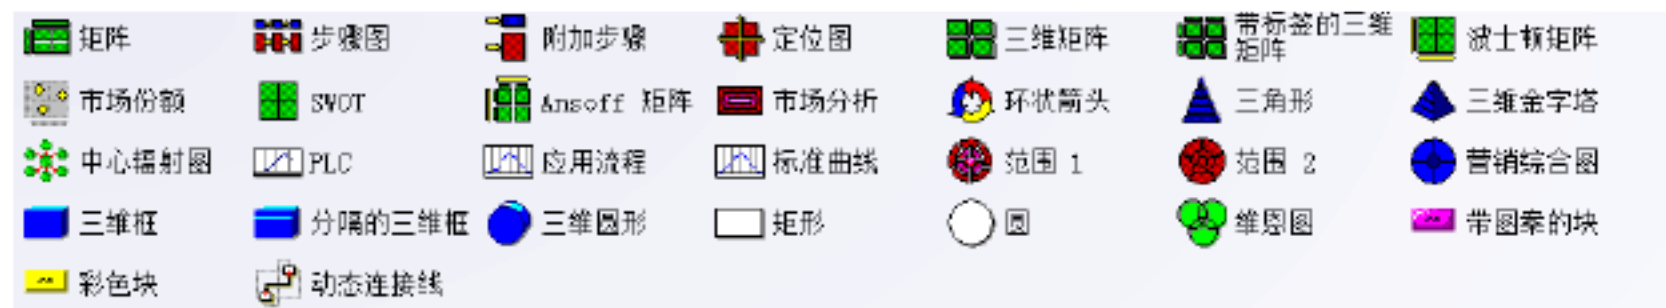 矩阵 步骤图 附加步骤 定位图 三维矩阵 带标签的三维矩阵 波士顿矩阵
市场份额 SWOT Ansoff 矩阵 市场分析 环状箭头 三角形 三维金字塔
中心辐射图 PLC 应用流程 标准曲线 范围 1 范围 2 营销综合图
三维框 分隔的三维框 三维圆形 矩形 圆 维恩图 带图案的块
彩色块 动态连接线